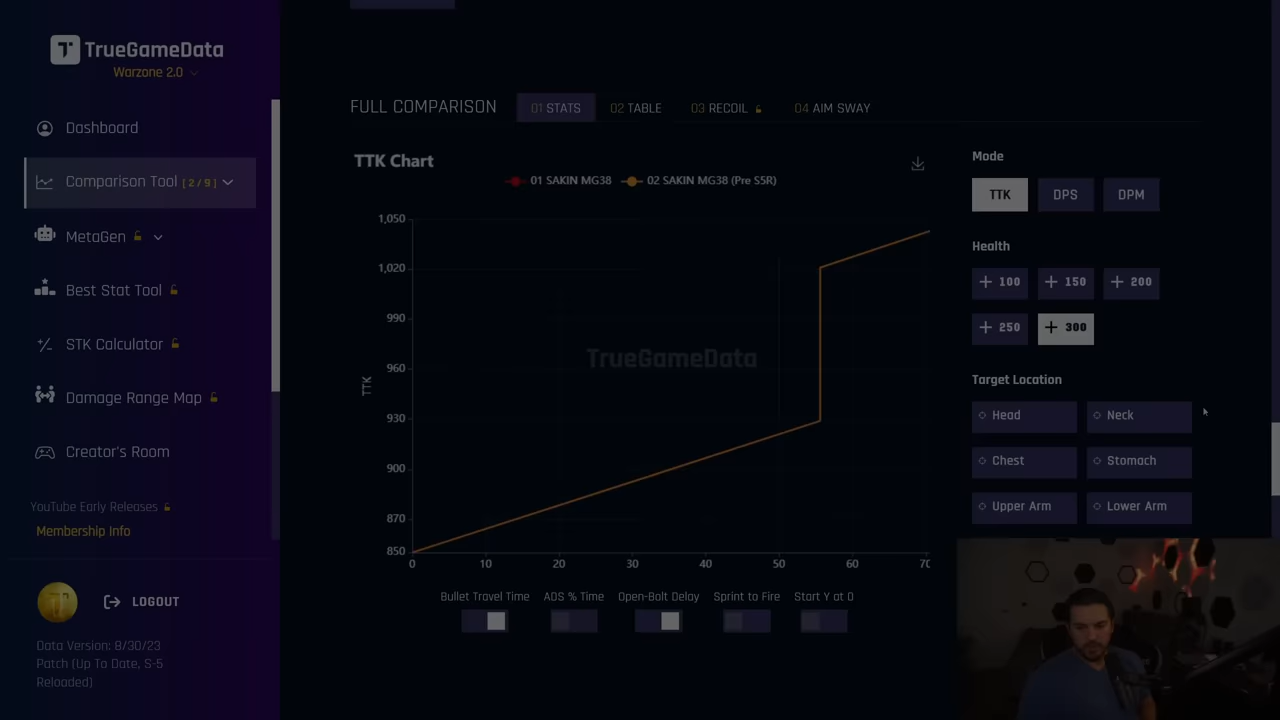 TrueGameData
Warzone 2.0
Dashboard
Comparison Tool [ 2 / 9 ]
MetaGen
Best Stat Tool
STK Calculator
Damage Range Map
Creator's Room
YouTube Early Releases
Membership Info
LOGOUT
Data Version: 8/30/23
Patch (Up To Date, S-5
Reloaded)
FULL COMPARISON
01 STATS
02 TABLE
03 RECOIL
04 AIM SWAY
TTK Chart
01 SAKIN MG38
02 SAKIN MG38 (Pre S5R)
1,050
1,020
990
960
930
900
870
850
TTK
TrueGameData
0
10
20
30
40
50
60
70
Bullet Travel Time
ADS % Time
Open-Bolt Delay
Sprint to Fire
Start Y at 0
Mode
TTK
DPS
DPM
Health
100
150
200
250
300
Target Location
Head
Neck
Chest
Stomach
Upper Arm
Lower Arm